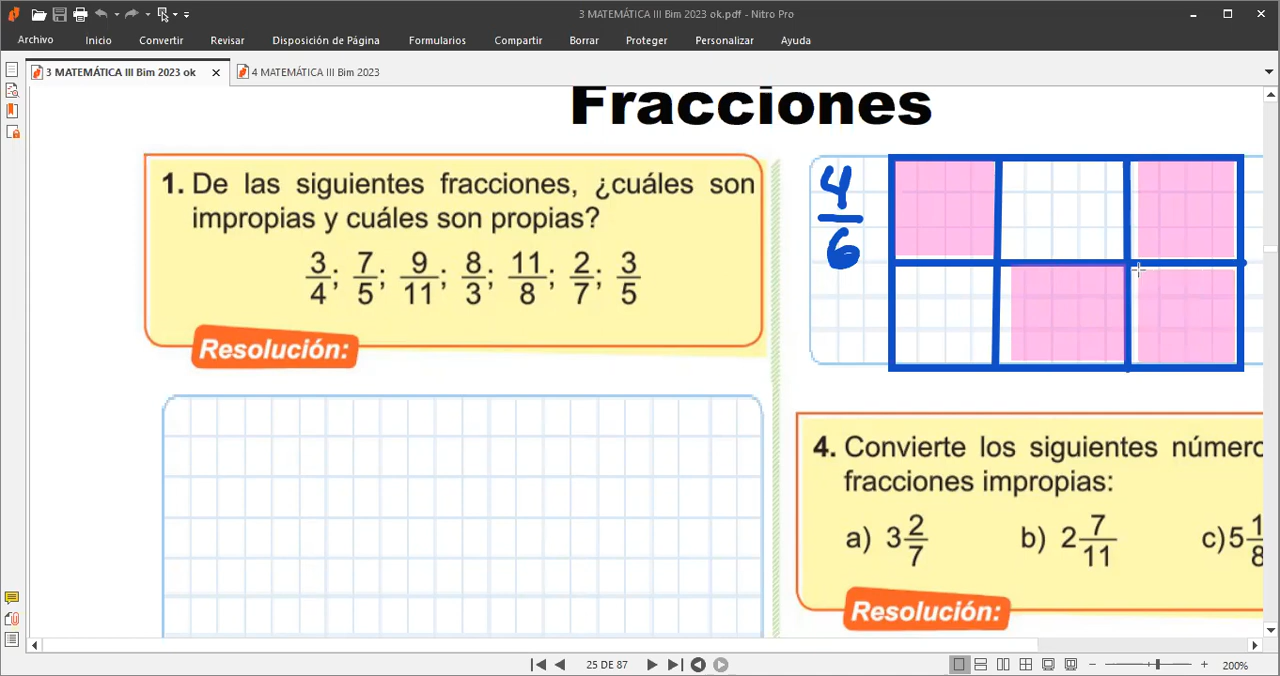 3 MATEMÁTICA III Bim 2023 ok.pdf - Nitro Pro
Archivo Inicio Convertir Revisar Disposición de Página Formularios Compartir Borrar Proteger Personalizar Ayuda
3 MATEMÁTICA III Bim 2023 ok 4 MATEMÁTICA III Bim 2023
Fracciones
1. De las siguientes fracciones, ¿cuáles son
impropias y cuáles son propias?
3/4; 7/5; 9/11; 8/3; 11/8; 2/7; 3/5
Resolución:
4/6
4. Convierte los siguientes número
fracciones impropias:
a) 3 2/7 b) 2 7/11 c) 5 1/8
Resolución:
25 DE 87
200%